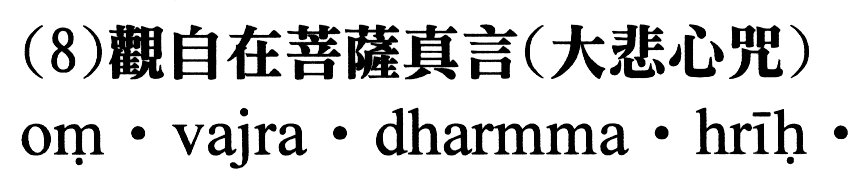 (8)觀自在菩薩真言(大悲心咒)
oṃ • vajra • dharmma • hrīḥ •